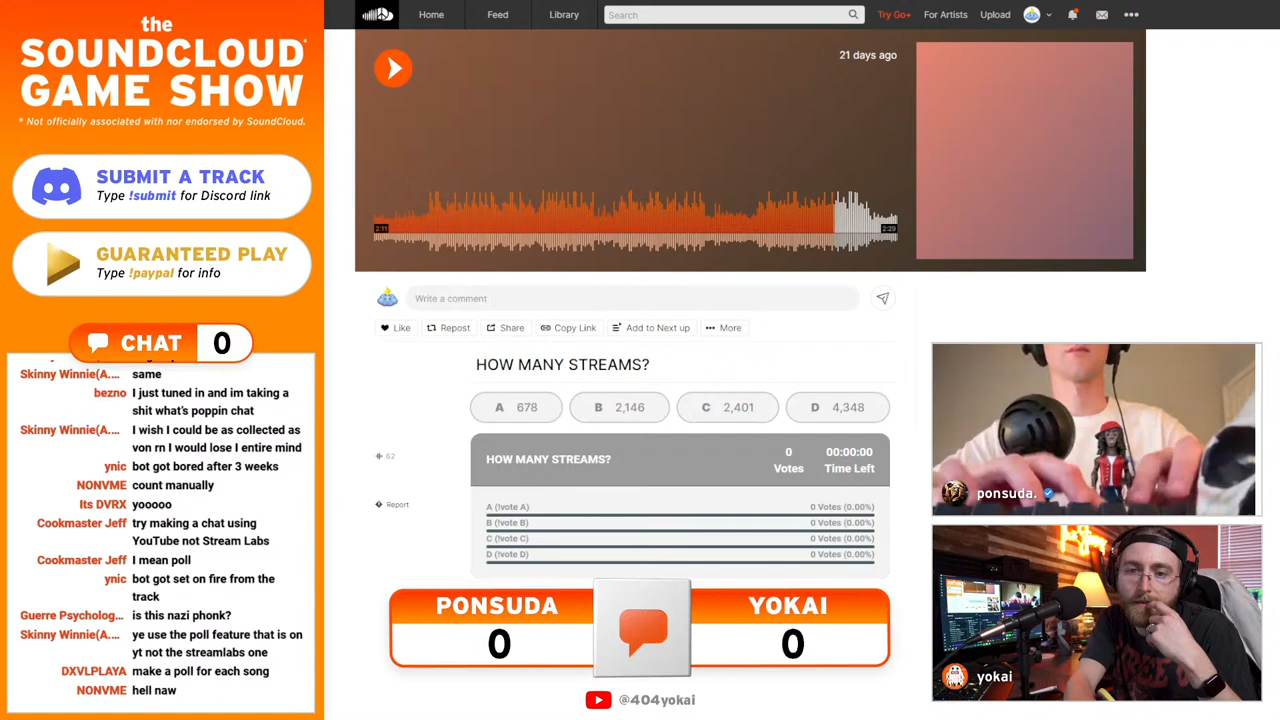 the
SOUNDCLOUD
GAME SHOW
* Not officially associated with nor endorsed by SoundCloud.
SUBMIT A TRACK
Type !submit for Discord link
GUARANTEED PLAY
Type !paypal for info
CHAT 0
Skinny Winnie(A.... same
bezno I just tuned in and im taking a
shit what's poppin chat
Skinny Winnie(A.... I wish I could be as collected as
von rn I would lose I entire mind
ynic bot got bored after 3 weeks
NONVME count manually
Its DVRX yooooo
Cookmaster Jeff try making a chat using
YouTube not Stream Labs
Cookmaster Jeff I mean poll
ynic bot got set on fire from the
track
Guerre Psycholog... is this nazi phonk?
Skinny Winnie(A.... ye use the poll feature that is on
yt not the streamlabs one
DXVLPLAYA make a poll for each song
NONVME hell naw
Home Feed Library Search Try Go+ For Artists Upload
21 days ago
2:11 2:29
Write a comment
Like Repost Share Copy Link Add to Next up More
HOW MANY STREAMS?
A 678 B 2,146 C 2,401 D 4,348
62
HOW MANY STREAMS?
0 00:00:00
Votes Time Left
Report
A (!vote A) 0 Votes (0.00%)
B (!vote B) 0 Votes (0.00%)
C (!vote C) 0 Votes (0.00%)
D (!vote D) 0 Votes (0.00%)
PONSUDA YOKAI
0 0
@404yokai
ponsuda.
yokai